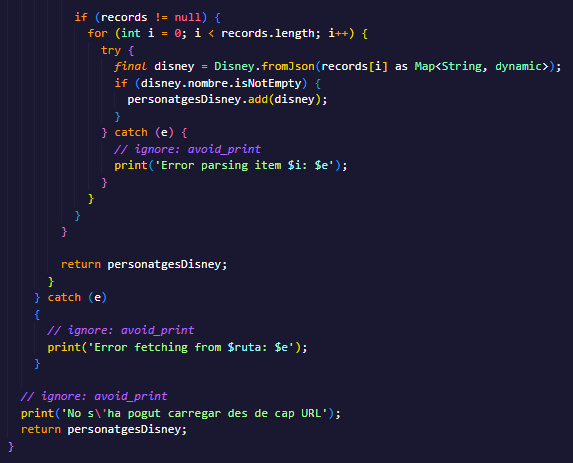 if (records != null) {
for (int i = 0; i < records.length; i++) {
try {
final disney = Disney.fromJson(records[i] as Map<String, dynamic>);
if (disney.nombre.isNotEmpty) {
personatgesDisney.add(disney);
}
} catch (e) {
// ignore: avoid_print
print('Error parsing item $i: $e');
}
}
}
}
return personatgesDisney;
}
} catch (e)
{
// ignore: avoid_print
print('Error fetching from $ruta: $e');
}
// ignore: avoid_print
print('No s\'ha pogut carregar des de cap URL');
return personatgesDisney;
}